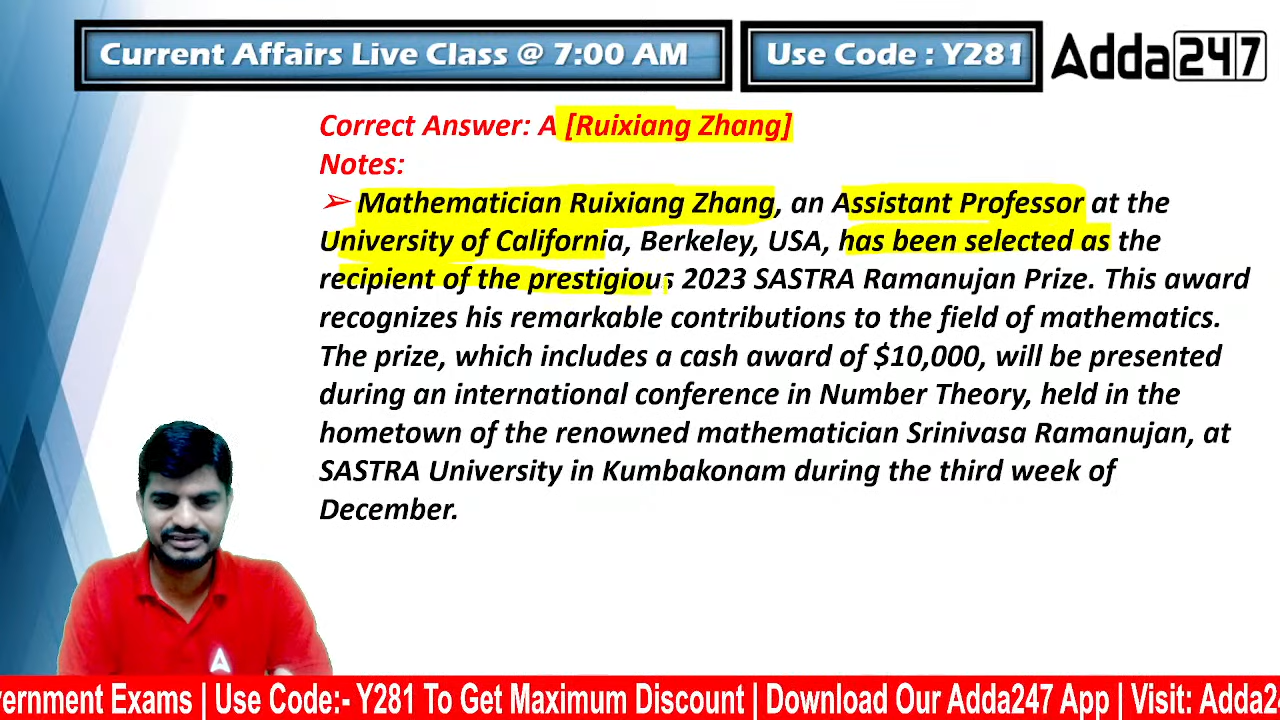 Current Affairs Live Class @ 7:00 AM
Use Code : Y281
Adda247
Correct Answer: A [Ruixiang Zhang]
Notes:
➢ Mathematician Ruixiang Zhang, an Assistant Professor at the
University of California, Berkeley, USA, has been selected as the
recipient of the prestigious 2023 SASTRA Ramanujan Prize. This award
recognizes his remarkable contributions to the field of mathematics.
The prize, which includes a cash award of $10,000, will be presented
during an international conference in Number Theory, held in the
hometown of the renowned mathematician Srinivasa Ramanujan, at
SASTRA University in Kumbakonam during the third week of
December.
vernment Exams | Use Code:- Y281 To Get Maximum Discount | Download Our Adda247 App | Visit: Adda2